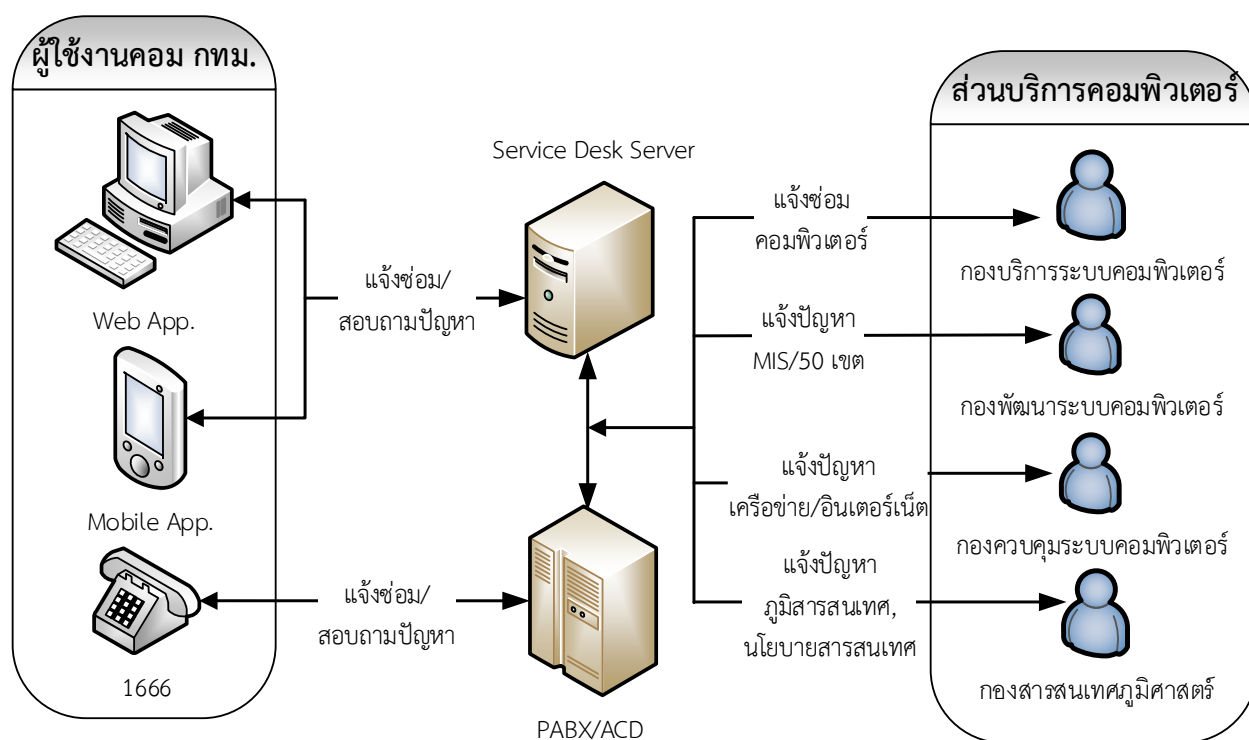 ผู้ใช้งานคอม กทม.
Web App.
Mobile App.
1666
แจ้งซ่อม/
สอบถามปัญหา
แจ้งซ่อม/
สอบถามปัญหา
Service Desk Server
PABX/ACD
แจ้งซ่อม
คอมพิวเตอร์
แจ้งปัญหา
MIS/50 เขต
แจ้งปัญหา
เครือข่าย/อินเตอร์เน็ต
แจ้งปัญหา
ภูมิสารสนเทศ,
นโยบายสารสนเทศ
ส่วนบริการคอมพิวเตอร์
กองบริการระบบคอมพิวเตอร์
กองพัฒนาระบบคอมพิวเตอร์
กองควบคุมระบบคอมพิวเตอร์
กองสารสนเทศภูมิศาสตร์